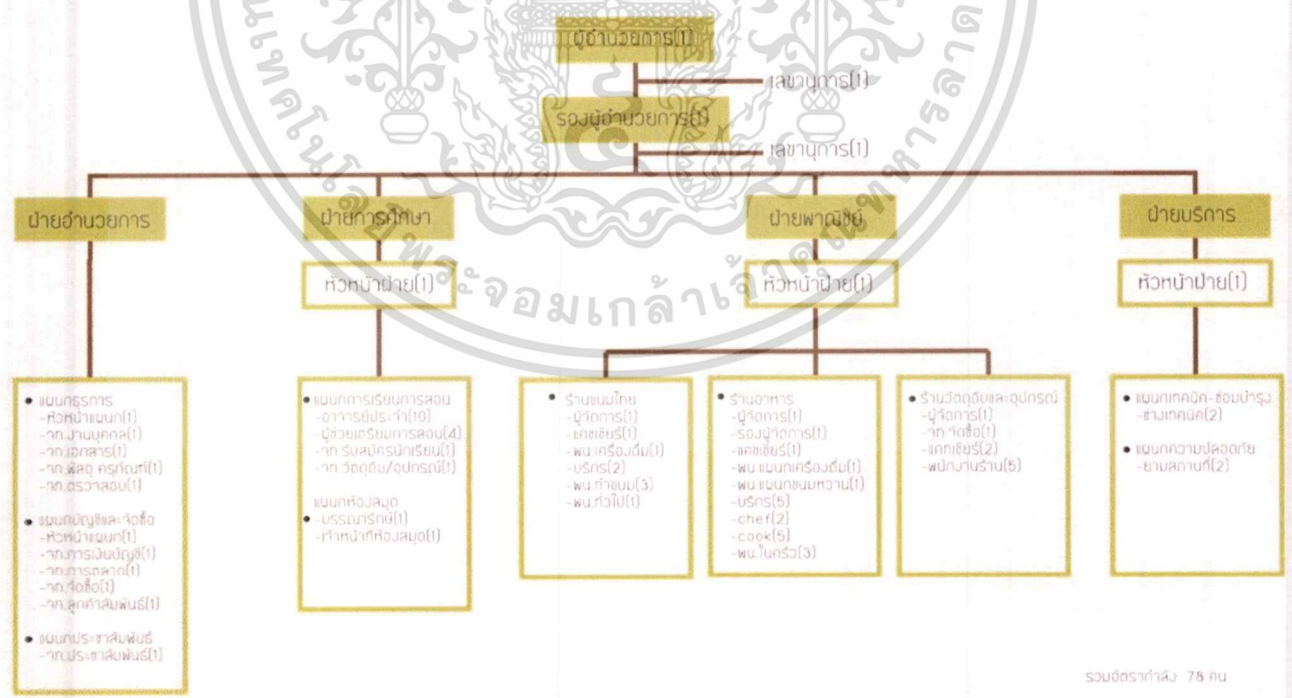 ผู้อำนวยการ(1)
เลขานุการ(1)
รองผู้อำนวยการ(1)
เลขานุการ(1)
ฝ่ายอำนวยการ
ฝ่ายการศึกษา
ฝ่ายพาณิชย์
ฝ่ายบริการ
หัวหน้าฝ่าย(1)
หัวหน้าฝ่าย(1)
หัวหน้าฝ่าย(1)
• แผนกธุรการ
-หัวหน้าแผนก(1)
-จท.งานบุคคล(1)
-จท.เอกสาร(1)
-จท.พัสดุ ครุภัณฑ์(1)
-จท.ตรวจสอบ(1)
• แผนกบัญชีและจัดซื้อ
-หัวหน้าแผนก(1)
-จท.การเงินบัญชี(1)
-จท.การตลาด(1)
-จท.จัดซื้อ(1)
-จท.ลูกค้าสัมพันธ์(1)
• แผนกประชาสัมพันธ์
-จท.ประชาสัมพันธ์(1)
• แผนกการเรียนการสอน
-อาจารย์ประจำ(10)
-ผู้ช่วยเตรียมการสอน(4)
-จท.รับสมัครนักเรียน(1)
-จท.วัตถุดิบ/อุปกรณ์(1)
แผนกห้องสมุด
• -บรรณารักษ์(1)
-เจ้าหน้าที่ห้องสมุด(1)
• ร้านขนมไทย
-ผู้จัดการ(1)
-แคชเชียร์(1)
-พน.เครื่องดื่ม(1)
-บริกร(2)
-พน.ทำขนม(3)
-พน.ทั่วไป(1)
• ร้านอาหาร
-ผู้จัดการ(1)
-รองผู้จัดการ(1)
-แคชเชียร์(1)
-พน.แผนกเครื่องดื่ม(1)
-พน.แผนกขนมหวาน(1)
-บริกร(5)
-chef(2)
-cook(5)
-พน.ในครัว(3)
• ร้านวัตถุดิบและอุปกรณ์
-ผู้จัดการ(1)
-จท.จัดซื้อ(1)
-แคทเชียร์(2)
-พนักงานร้าน(5)
• แผนกเทคนิค-ซ่อมบำรุง
-ช่างเทคนิค(2)
• แผนกความปลอดภัย
-ยามสถานที่(2)
รวมอัตรากำลัง 78 คน
พระจอมเกล้าเจ้าคุณทหารลาด